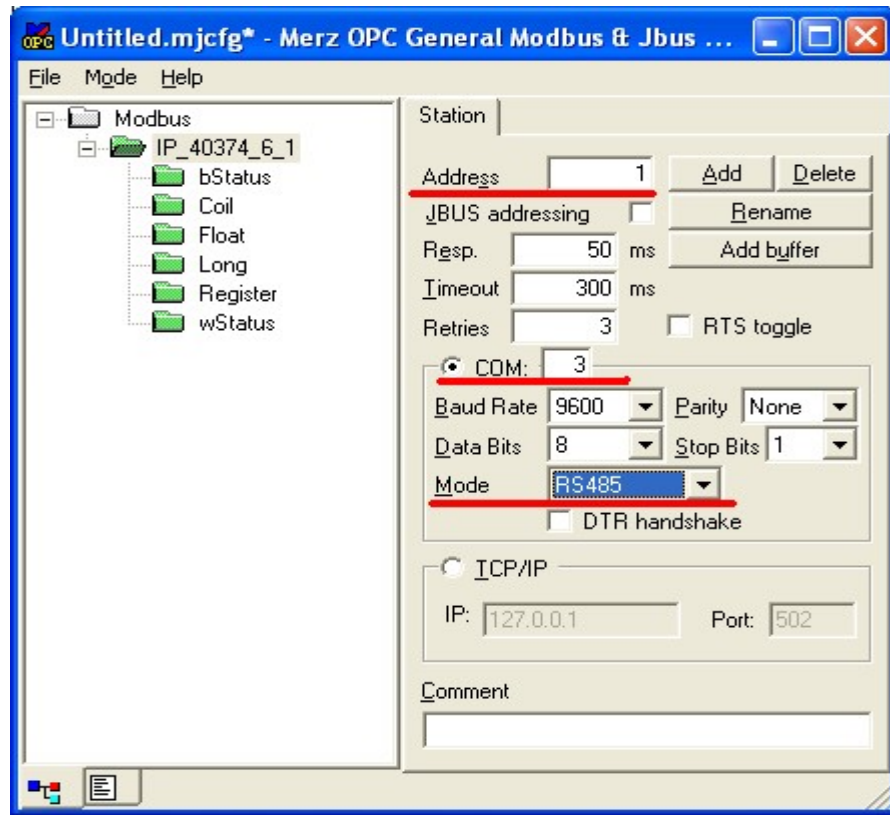 OPC Untitled.mjcfg* - Merz OPC General Modbus & Jbus ...
File Mode Help
Modbus
IP_40374_6_1
bStatus
Coil
Float
Long
Register
wStatus
Station
Address 1 Add Delete
JBUS addressing Rename
Resp. 50 ms Add buffer
Timeout 300 ms
Retries 3 RTS toggle
COM: 3
Baud Rate 9600 Parity None
Data Bits 8 Stop Bits 1
Mode RS485
DTR handshake
TCP/IP
IP: 127.0.0.1 Port: 502
Comment